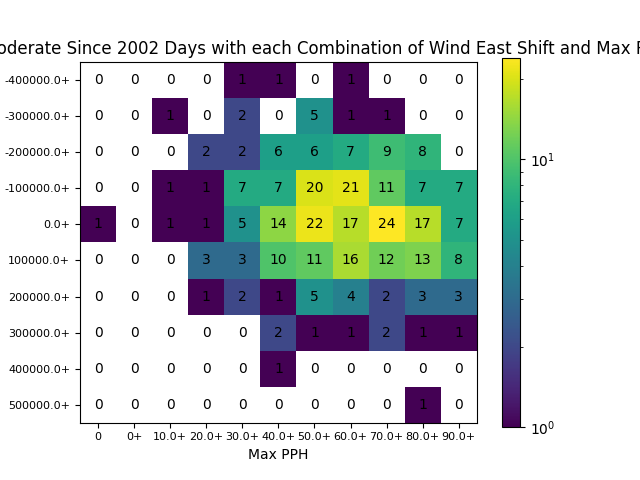 oderate Since 2002 Days with each Combination of Wind East Shift and Max
-400000.0+ 0 0 0 0 1 1 0 1 0 0 0
-300000.0+ 0 0 1 0 2 0 5 1 1 0 0
-200000.0+ 0 0 0 2 2 6 6 7 9 8 0
-100000.0+ 0 0 1 1 7 7 20 21 11 7 7
0.0+ 1 0 1 1 5 14 22 17 24 17 7
100000.0+ 0 0 0 3 3 10 11 16 12 13 8
200000.0+ 0 0 0 1 2 1 5 4 2 3 3
300000.0+ 0 0 0 0 0 2 1 1 2 1 1
400000.0+ 0 0 0 0 0 1 0 0 0 0 0
500000.0+ 0 0 0 0 0 0 0 0 0 1 0
0 0+ 10.0+ 20.0+ 30.0+ 40.0+ 50.0+ 60.0+ 70.0+ 80.0+ 90.0+
Max PPH
10¹
10⁰